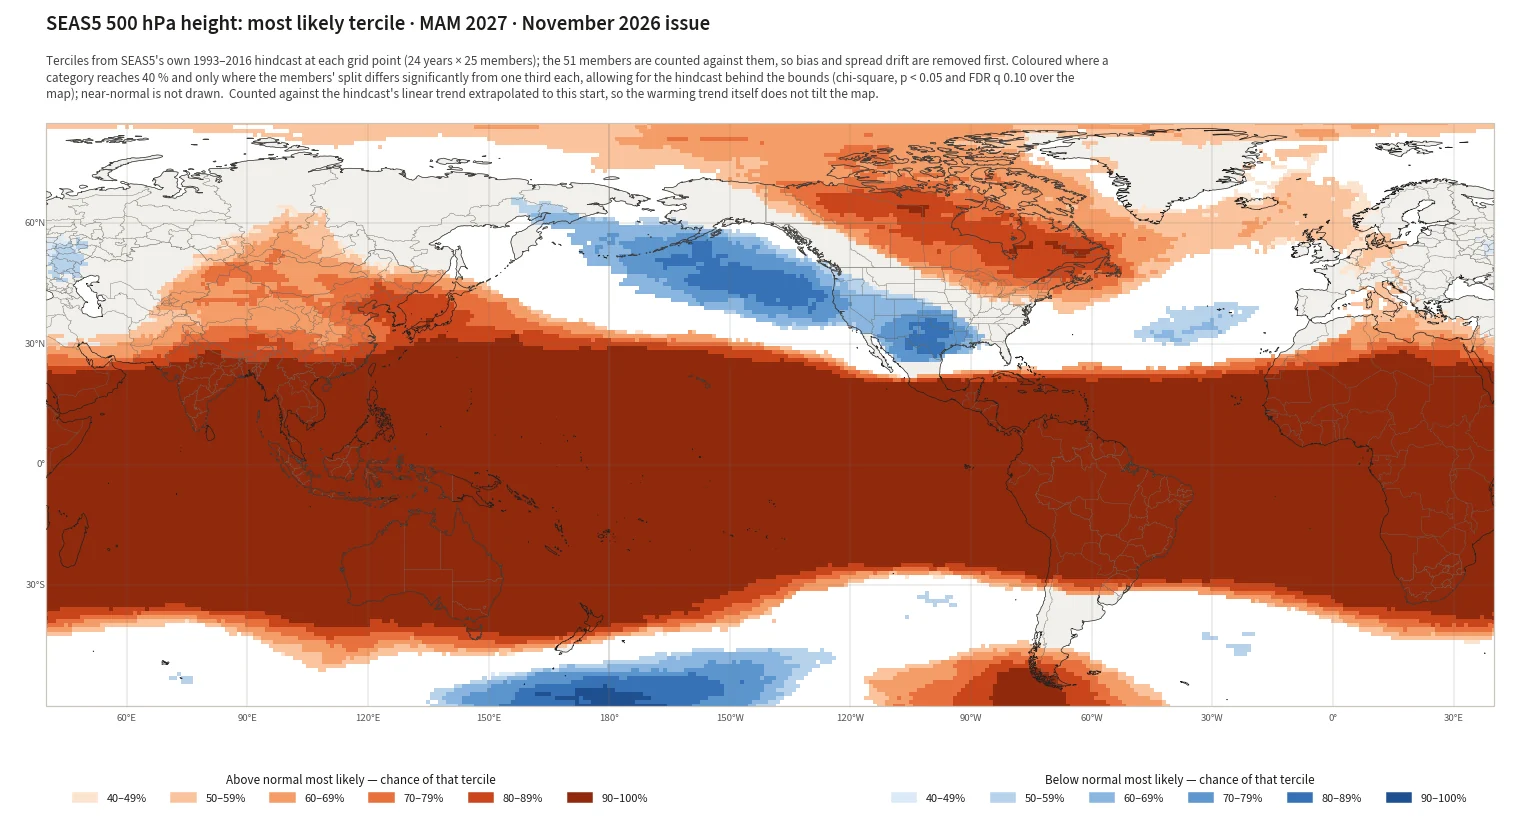 SEAS5 500 hPa height: most likely tercile · MAM 2027 · November 2026 issue
Terciles from SEAS5's own 1993–2016 hindcast at each grid point (24 years × 25 members); the 51 members are counted against them, so bias and spread drift are removed first. Coloured where a
category reaches 40 % and only where the members' split differs significantly from one third each, allowing for the hindcast behind the bounds (chi-square, p < 0.05 and FDR q 0.10 over the
map); near-normal is not drawn. Counted against the hindcast's linear trend extrapolated to this start, so the warming trend itself does not tilt the map.
60°N
30°N
0°
30°S
60°E 90°E 120°E 150°E 180° 150°W 120°W 90°W 60°W 30°W 0° 30°E
Above normal most likely — chance of that tercile
40–49% 50–59% 60–69% 70–79% 80–89% 90–100%
Below normal most likely — chance of that tercile
40–49% 50–59% 60–69% 70–79% 80–89% 90–100%